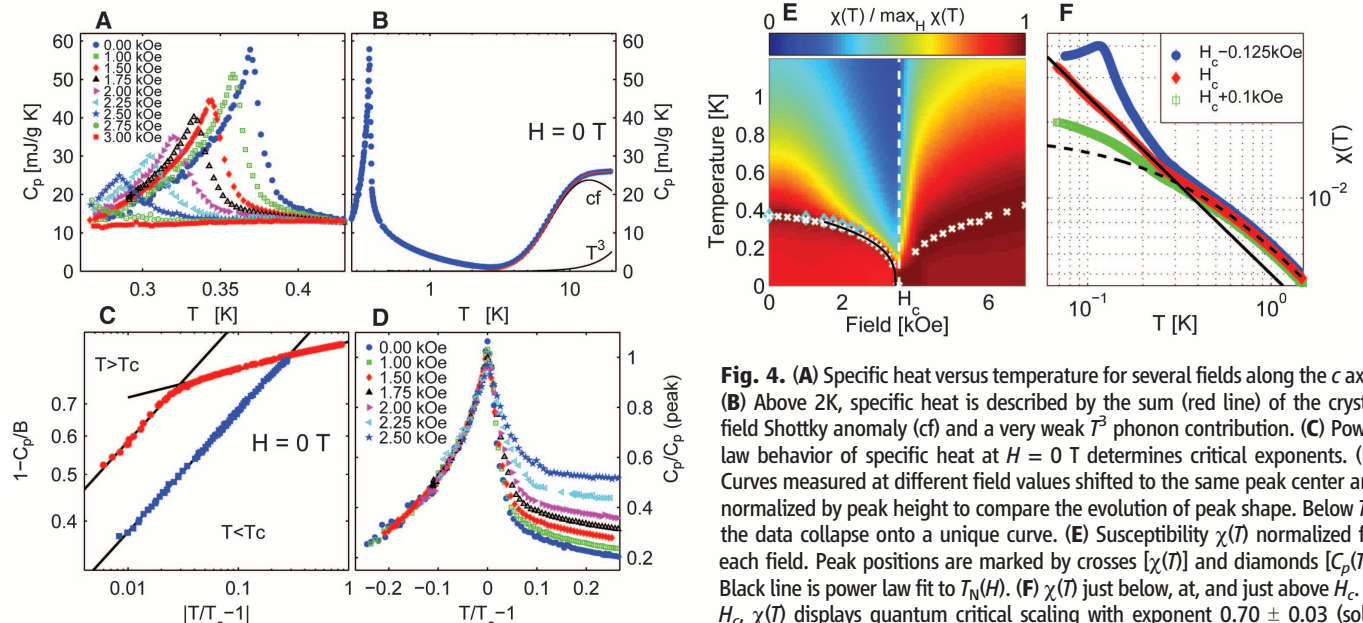 A
B
C_p [mJ/g K]
60
50
40
30
20
10
0
0.00 kOe
1.00 kOe
1.50 kOe
1.75 kOe
2.00 kOe
2.25 kOe
2.50 kOe
2.75 kOe
3.00 kOe
0.3
0.35
0.4
T [K]
H = 0 T
cf
T³
1
10
T [K]
60
50
40
30
20
10
0
C_p [mJ/g K]
C
T>Tc
H = 0 T
T<Tc
1−C_p/B
0.7
0.6
0.5
0.4
0.01
0.1
1
|T/T_c−1|
D
0.00 kOe
1.00 kOe
1.50 kOe
1.75 kOe
2.00 kOe
2.25 kOe
2.50 kOe
1
0.8
0.6
0.4
0.2
C_p/C_p (peak)
−0.2
−0.1
0
0.1
0.2
T/T_c−1
0
E
χ(T) / max_H χ(T)
1
Temperature [K]
1
0.8
0.6
0.4
0.2
0
0
2
H_c
6
Field [kOe]
F
H_c−0.125kOe
H_c
H_c+0.1kOe
χ(T)
10⁻²
10⁻¹
10⁰
T [K]
Fig. 4. (A) Specific heat versus temperature for several fields along the c ax
(B) Above 2K, specific heat is described by the sum (red line) of the cryst
field Shottky anomaly (cf) and a very weak T³ phonon contribution. (C) Pow
law behavior of specific heat at H = 0 T determines critical exponents. (
Curves measured at different field values shifted to the same peak center an
normalized by peak height to compare the evolution of peak shape. Below T
the data collapse onto a unique curve. (E) Susceptibility χ(T) normalized f
each field. Peak positions are marked by crosses [χ(T)] and diamonds [C_p(T)
Black line is power law fit to T_N(H). (F) χ(T) just below, at, and just above H_c.
H_c, χ(T) displays quantum critical scaling with exponent 0.70 ± 0.03 (sol